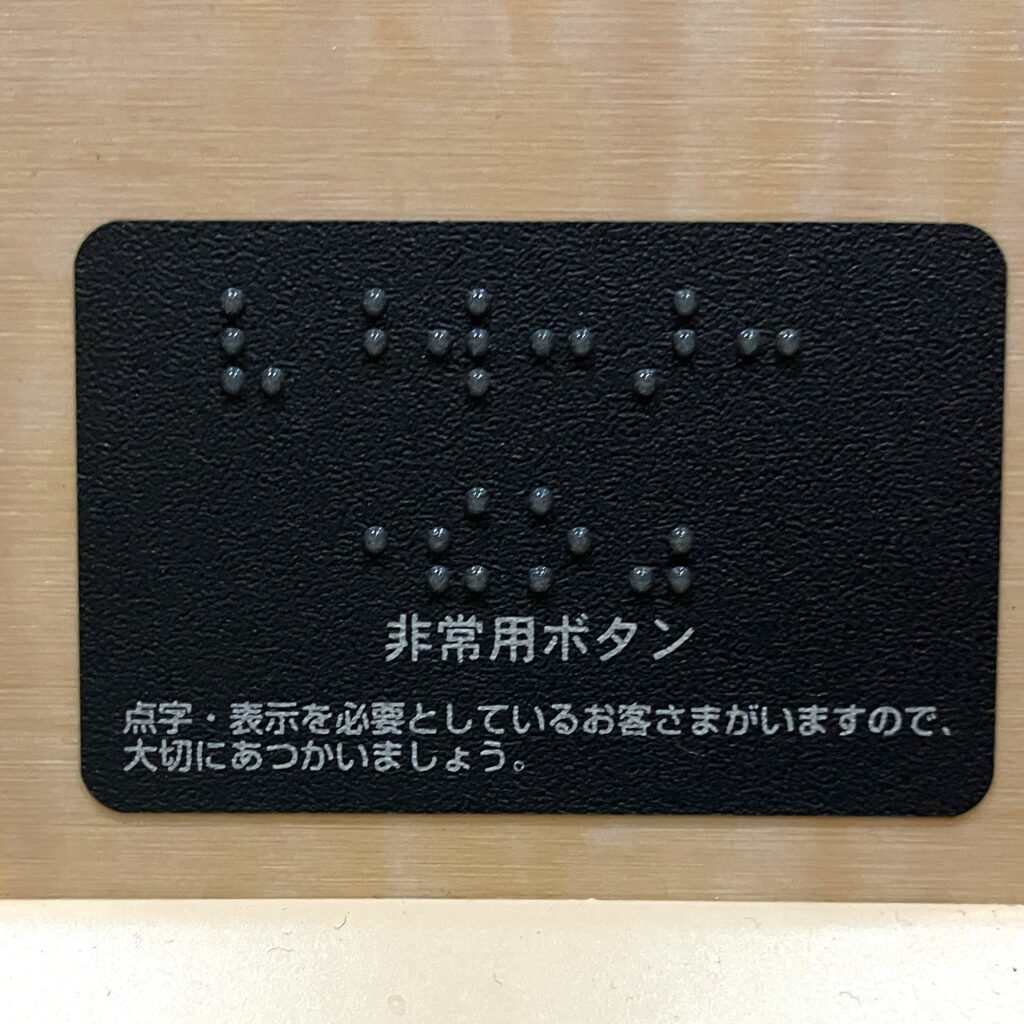 ⠧⠘⠺⠒⠜⠒
⠐⠮⠕⠴
非常用ボタン
点字・表示を必要としているお客さまがいますので、
大切にあつかいましょう。